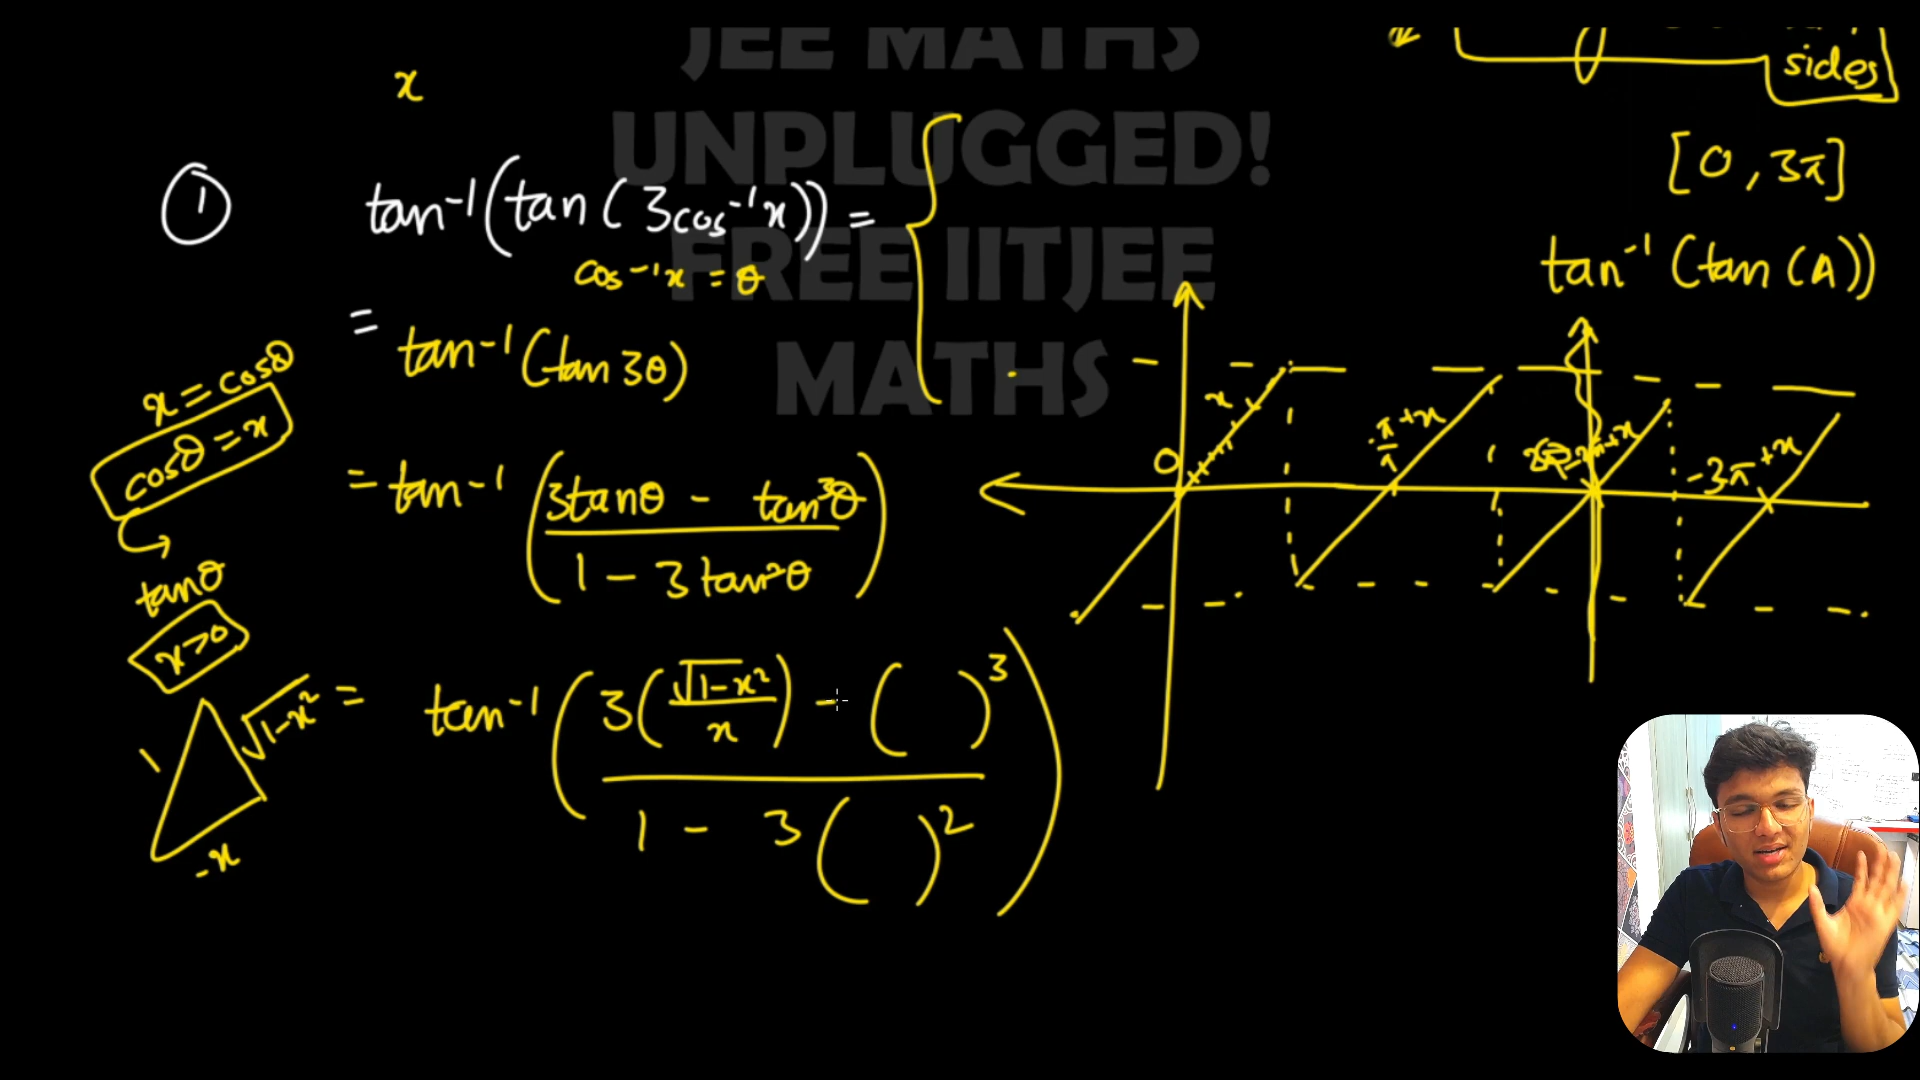 JEE MATHS
UNPLUGGED!
FREE IITJEE
MATHS
sides
x
[0, 3π]
① tan⁻¹(tan(3cos⁻¹x)) =
cos⁻¹x = θ
tan⁻¹(tan(A))
= tan⁻¹(tan 3θ)
x = cosθ
cosθ = x
x
0
π + x
-3π + x
= tan⁻¹((3tanθ - tan³θ)/(1 - 3tan²θ))
tanθ
x>0
= tan⁻¹((3(√1-x²/x) - ( )³)/(1 - 3( )²))
1
√1-x²
-x